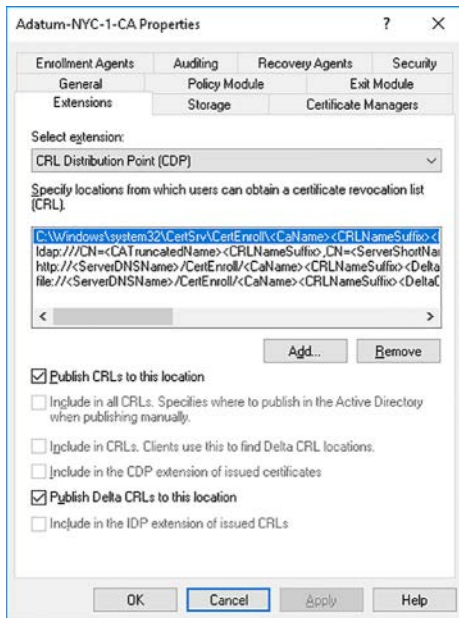 Adatum-NYC-1-CA Properties ? ×
Enrollment Agents Auditing Recovery Agents Security
General Policy Module Exit Module
Extensions Storage Certificate Managers
Select extension:
CRL Distribution Point (CDP)
Specify locations from which users can obtain a certificate revocation list
(CRL).
C:\Windows\system32\CertSrv\CertEnroll\<CaName><CRLNameSuffix><
ldap:///CN=<CATruncatedName><CRLNameSuffix>,CN=<ServerShortNa
http://<ServerDNSName>/CertEnroll/<CaName><CRLNameSuffix><Delta
file://<ServerDNSName>/CertEnroll/<CaName><CRLNameSuffix><Delta
Add... Remove
Publish CRLs to this location
Include in all CRLs. Specifies where to publish in the Active Directory
when publishing manually.
Include in CRLs. Clients use this to find Delta CRL locations.
Include in the CDP extension of issued certificates
Publish Delta CRLs to this location
Include in the IDP extension of issued CRLs
OK Cancel Apply Help